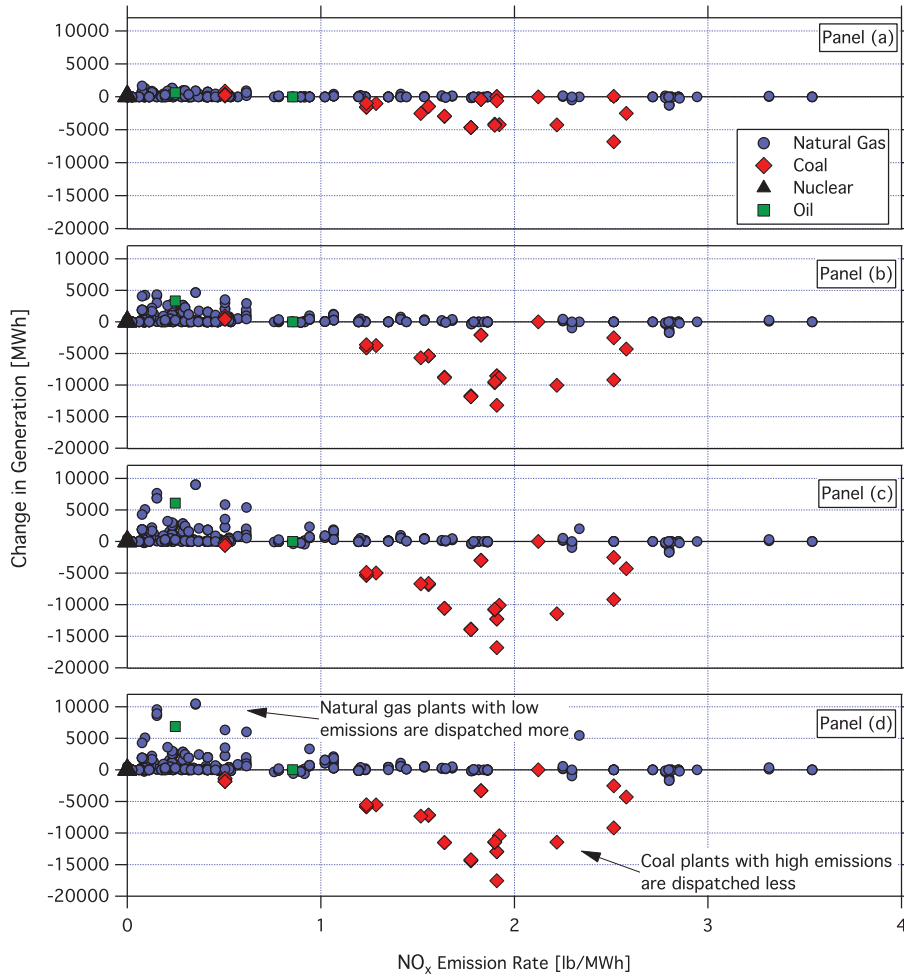 10000
5000
0
-5000
-10000
-15000
-20000
Panel (a)
Natural Gas
Coal
Nuclear
Oil
10000
5000
0
-5000
-10000
-15000
-20000
Panel (b)
Change in Generation [MWh]
10000
5000
0
-5000
-10000
-15000
-20000
Panel (c)
10000
5000
0
-5000
-10000
-15000
-20000
Panel (d)
Natural gas plants with low
emissions are dispatched more
Coal plants with high emissions
are dispatched less
0 1 2 3 4
NOx Emission Rate [lb/MWh]